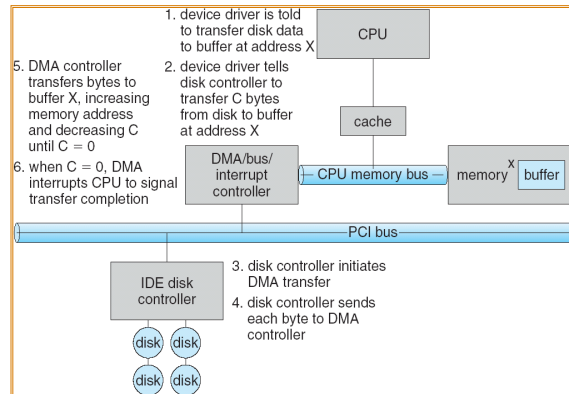 1. device driver is told
to transfer disk data
to buffer at address X
CPU
5. DMA controller
transfers bytes to
buffer X, increasing
memory address
and decreasing C
until C = 0
2. device driver tells
disk controller to
transfer C bytes
from disk to buffer
at address X
cache
6. when C = 0, DMA
interrupts CPU to signal
transfer completion
DMA/bus/
interrupt
controller
CPU memory bus
memory
X
buffer
PCI bus
IDE disk
controller
3. disk controller initiates
DMA transfer
4. disk controller sends
each byte to DMA
controller
disk
disk
disk
disk